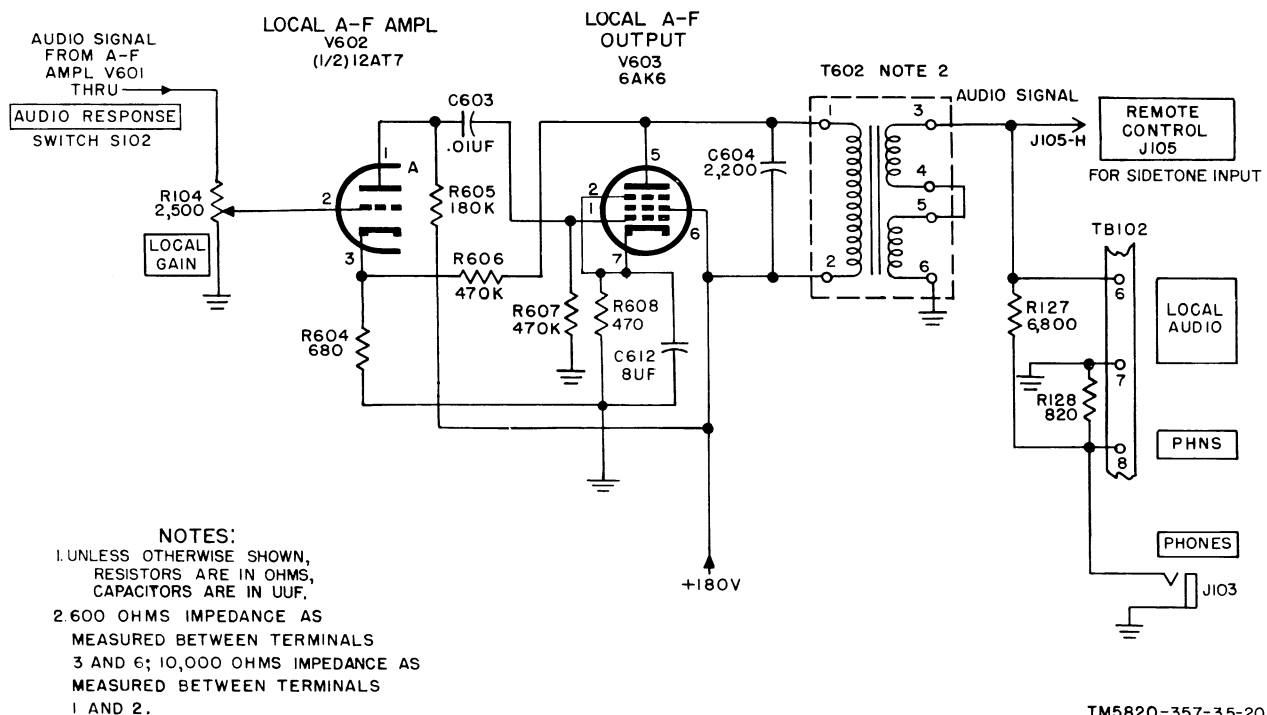 LOCAL A-F AMPL
V602
(1/2) 12AT7
LOCAL A-F
OUTPUT
V603
6AK6
AUDIO SIGNAL
FROM A-F
AMPL V601
THRU
AUDIO RESPONSE
SWITCH S102
R104
2,500
LOCAL
GAIN
1
A
2
3
C603
.01UF
R605
180K
R606
470K
R604
680
5
2
1
6
7
R607
470K
R608
470
C612
8UF
C604
2,200
+180V
T602 NOTE 2
1
2
3
4
5
6
AUDIO SIGNAL
J105-H
REMOTE
CONTROL
J105
FOR SIDETONE INPUT
TB102
6
7
8
R127
6,800
R128
820
LOCAL
AUDIO
PHNS
PHONES
J103
NOTES:
1. UNLESS OTHERWISE SHOWN,
RESISTORS ARE IN OHMS,
CAPACITORS ARE IN UUF.
2. 600 OHMS IMPEDANCE AS
MEASURED BETWEEN TERMINALS
3 AND 6; 10,000 OHMS IMPEDANCE AS
MEASURED BETWEEN TERMINALS
1 AND 2.
TM5820-357-35-20